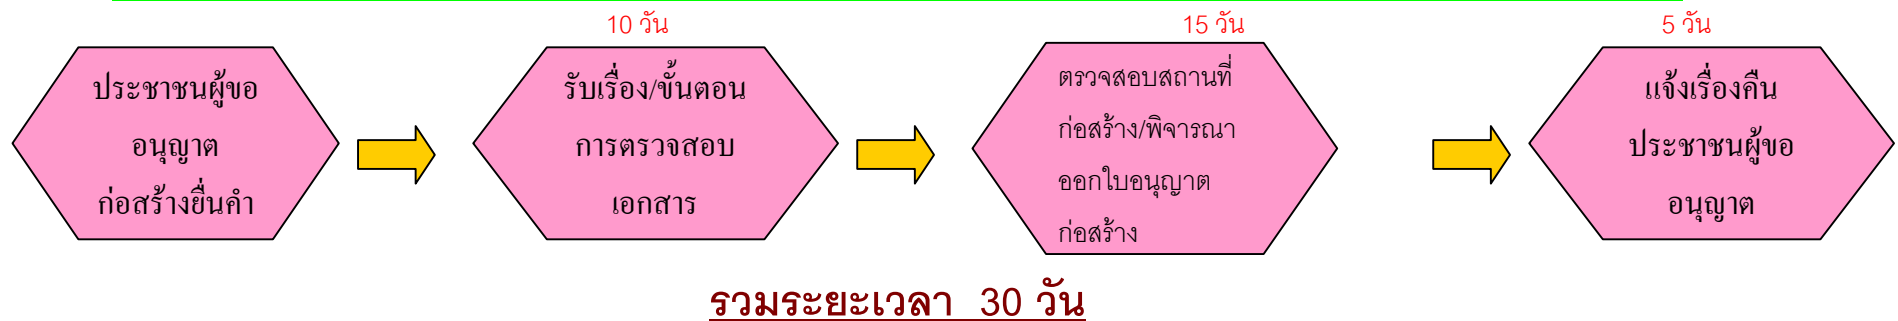 10 วัน
15 วัน
5 วัน
ประชาชนผู้ขอ
อนุญาต
ก่อสร้างยื่นคำ
รับเรื่อง/ขั้นตอน
การตรวจสอบ
เอกสาร
ตรวจสอบสถานที่
ก่อสร้าง/พิจารณา
ออกใบอนุญาต
ก่อสร้าง
แจ้งเรื่องคืน
ประชาชนผู้ขอ
อนุญาต
รวมระยะเวลา 30 วัน